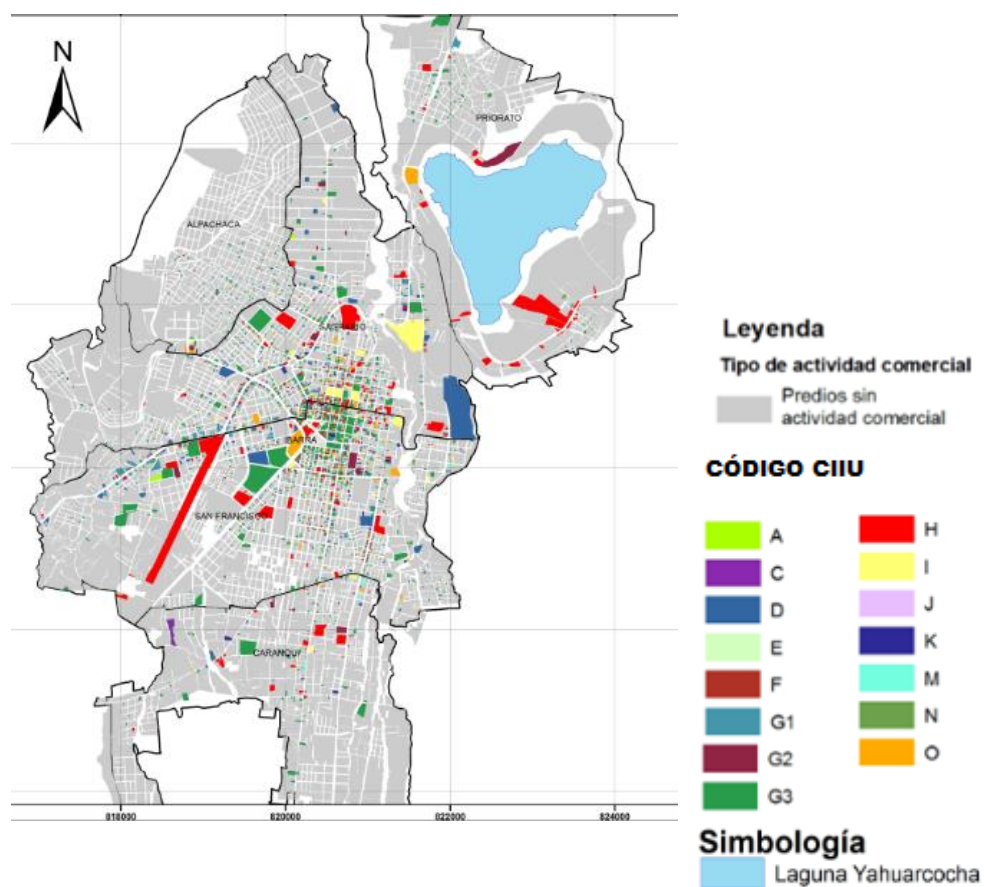 N
PRIORATO
ALPACHACA
SAGRARIO
IBARRA
SAN FRANCISCO
CARANQUI
818000 820000 822000 824000
Leyenda
Tipo de actividad comercial
Predios sin
actividad comercial
CÓDIGO CIIU
A
C
D
E
F
G1
G2
G3
H
I
J
K
M
N
O
Simbología
Laguna Yahuarcocha